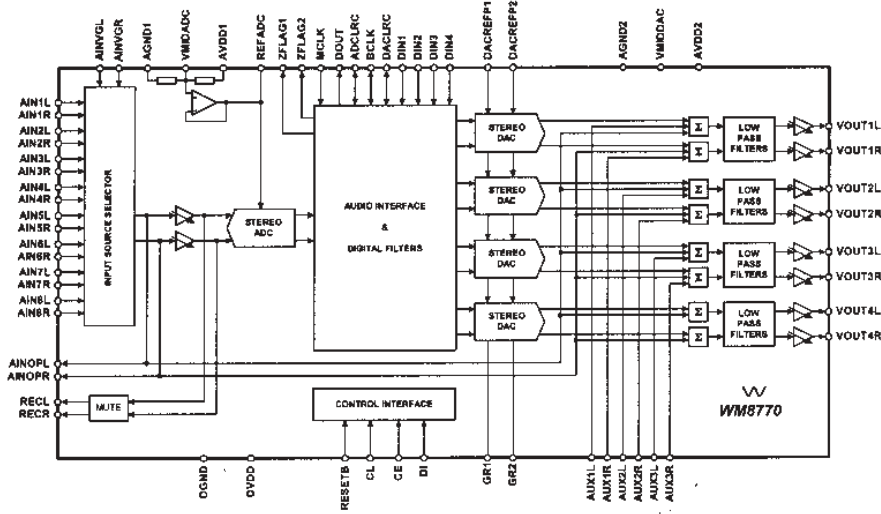 AINVGL
AINVGR
AGND1
VMIDADC
AVDD1
REFADC
ZFLAG1
ZFLAG2
MCLK
DOUT
ADCLRC
BCLK
DACLRC
DIN1
DIN2
DIN3
DIN4
DACREFP1
DACREFP2
AGND2
VMIDDAC
AVDD2
AIN1L
AIN1R
AIN2L
AIN2R
AIN3L
AIN3R
AIN4L
AIN4R
AIN5L
AIN5R
AIN6L
AIN6R
AIN7L
AIN7R
AIN8L
AIN8R
AINOPL
AINOPR
RECL
RECR
INPUT SOURCE SELECTOR
STEREO
ADC
MUTE
AUDIO INTERFACE
&
DIGITAL FILTERS
CONTROL INTERFACE
STEREO
DAC
STEREO
DAC
STEREO
DAC
STEREO
DAC
Σ
Σ
Σ
Σ
Σ
Σ
Σ
Σ
LOW
PASS
FILTERS
LOW
PASS
FILTERS
LOW
PASS
FILTERS
LOW
PASS
FILTERS
VOUT1L
VOUT1R
VOUT2L
VOUT2R
VOUT3L
VOUT3R
VOUT4L
VOUT4R
W
WM8770
DGND
DVDD
RESETB
CL
CE
DI
GR1
GR2
AUX1L
AUX1R
AUX2L
AUX2R
AUX3L
AUX3R